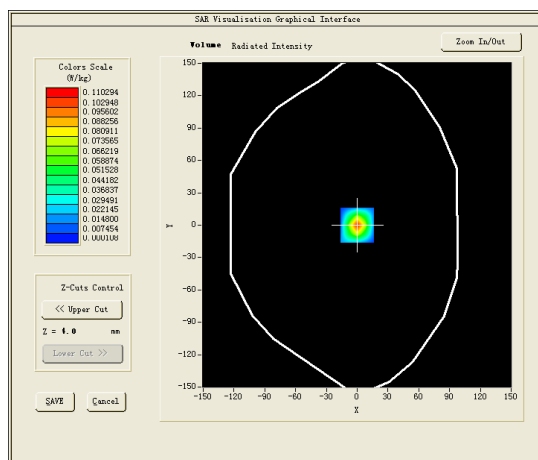 SAR Visualisation Graphical Interface
Volume Radiated Intensity
Zoom In/Out
Colors Scale
(W/kg)
0.110294
0.102948
0.095602
0.088256
0.080911
0.073565
0.066219
0.058874
0.051528
0.044182
0.036837
0.029491
0.022145
0.014800
0.007454
0.000108
Z-Cuts Control
<< Upper Cut
Z = 4.0 mm
Lower Cut >>
SAVE Cancel
150
120
90
60
30
0
-30
-60
-90
-120
-150
Y
-150 -120 -90 -60 -30 0 30 60 90 120 150
X